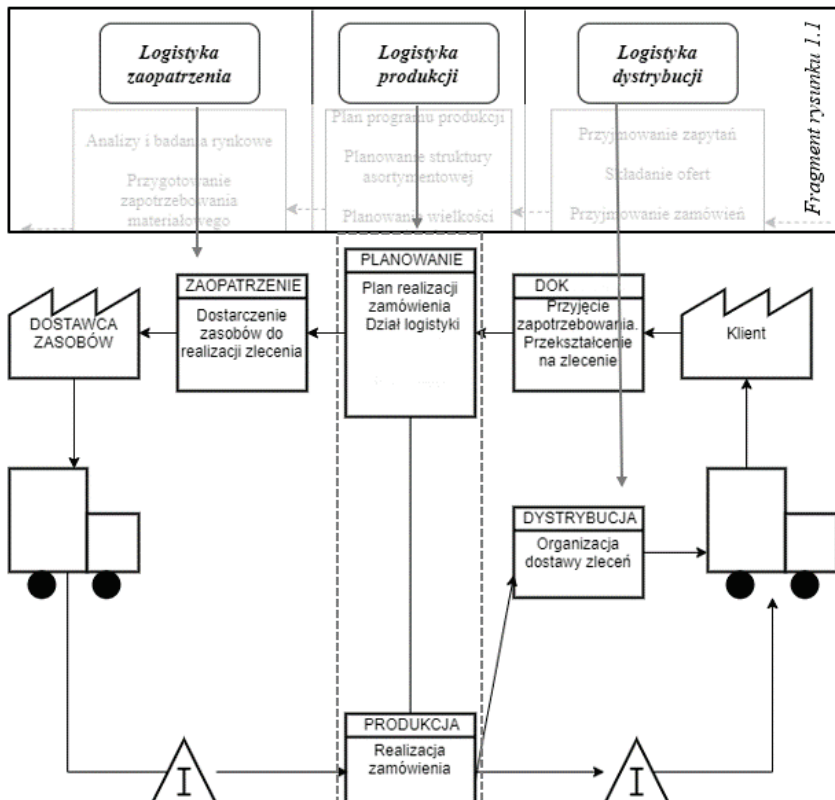 Logistyka
zaopatrzenia
Logistyka
produkcji
Logistyka
dystrybucji
Fragment rysunku 1.1
Analizy i badania rynkowe
Przygotowanie
zapotrzebowania
materiałowego
Plan programu produkcji
Planowanie struktury
asortymentowej
Planowanie wielkości
Przyjmowanie zapytań
Składanie ofert
Przyjmowanie zamówień
DOSTAWCA
ZASOBÓW
ZAOPATRZENIE
Dostarczenie
zasobów do
realizacji zlecenia
PLANOWANIE
Plan realizacji
zamówienia
Dział logistyki
DOK
Przyjęcie
zapotrzebowania.
Przekształcenie
na zlecenie
Klient
DYSTRYBUCJA
Organizacja
dostawy zleceń
PRODUKCJA
Realizacja
zamówienia
I
I